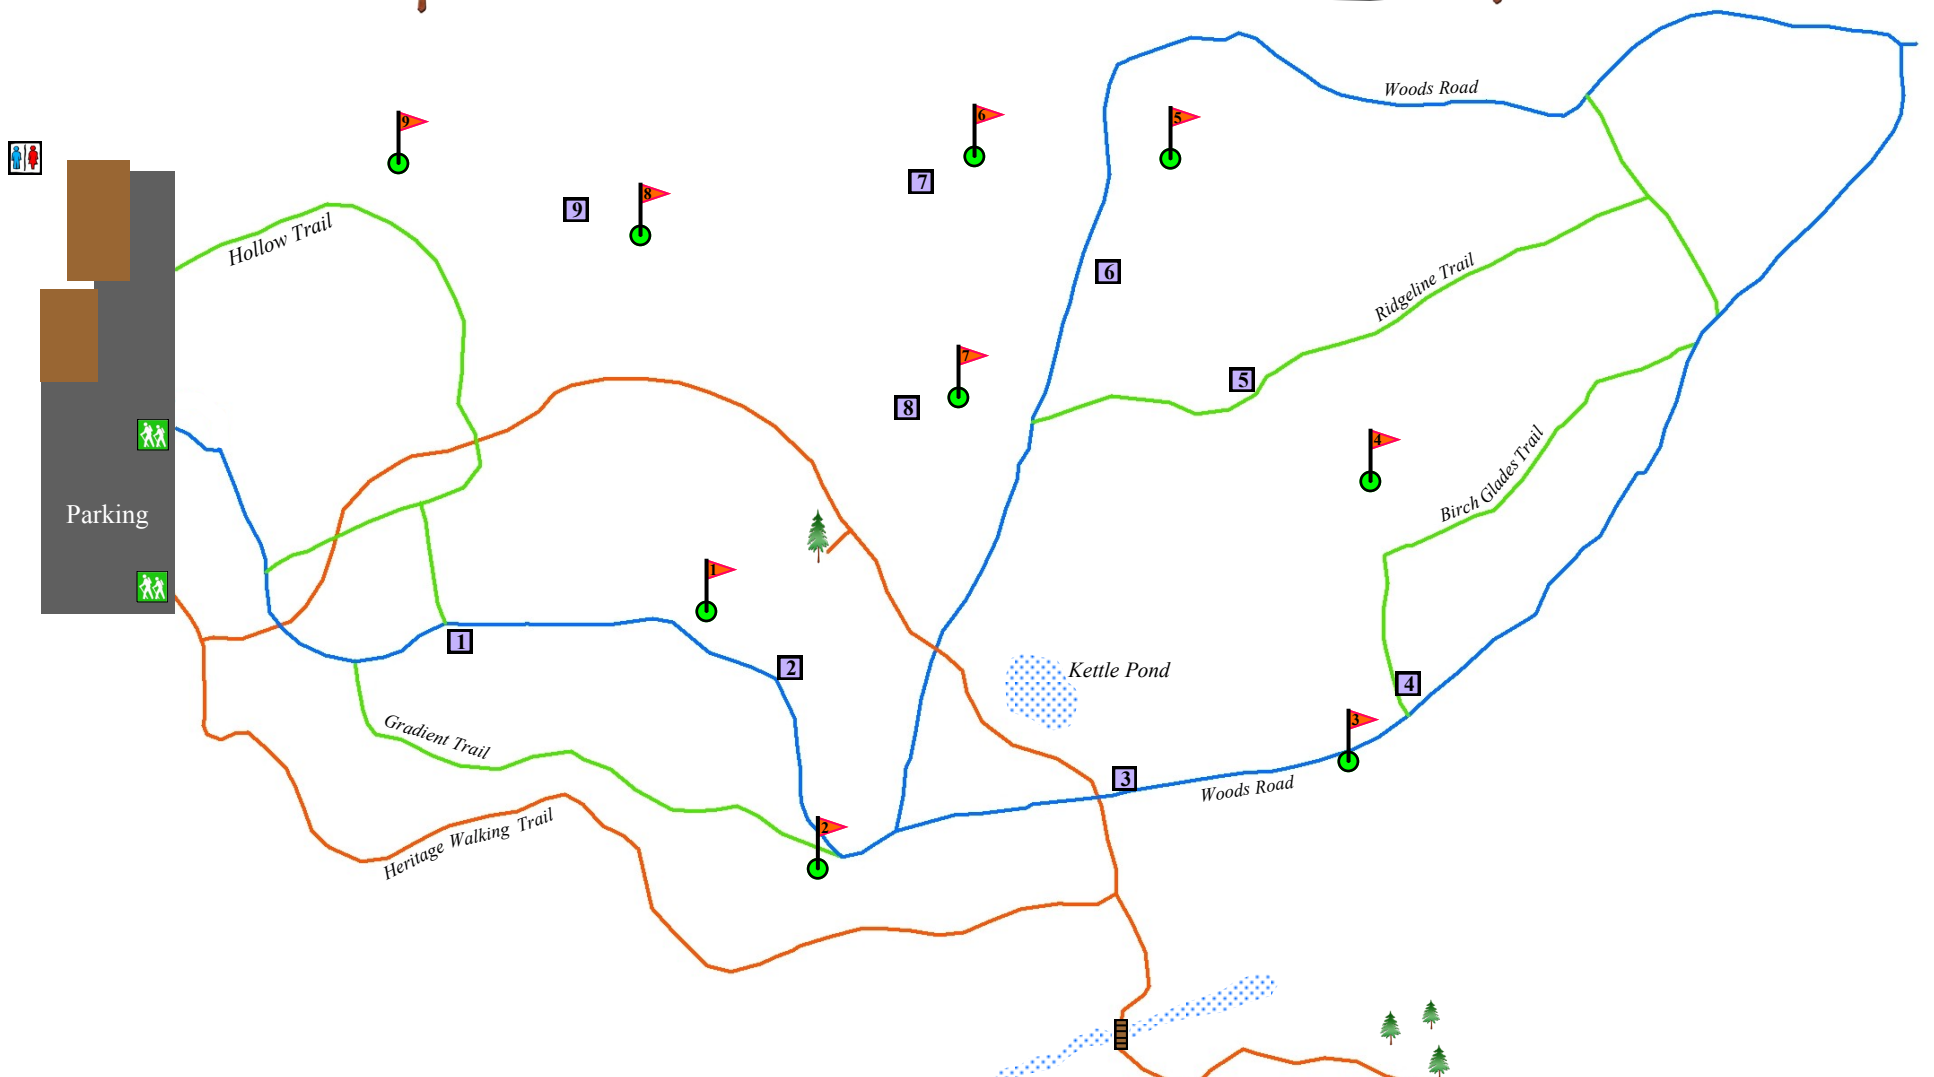 Woods Road
9
6
5
8
7
9
Hollow Trail
6
Ridgeline Trail
7
5
8
4
Birch Glades Trail
Parking
1
1
2
Kettle Pond
4
Gradient Trail
3
3
Woods Road
2
Heritage Walking Trail